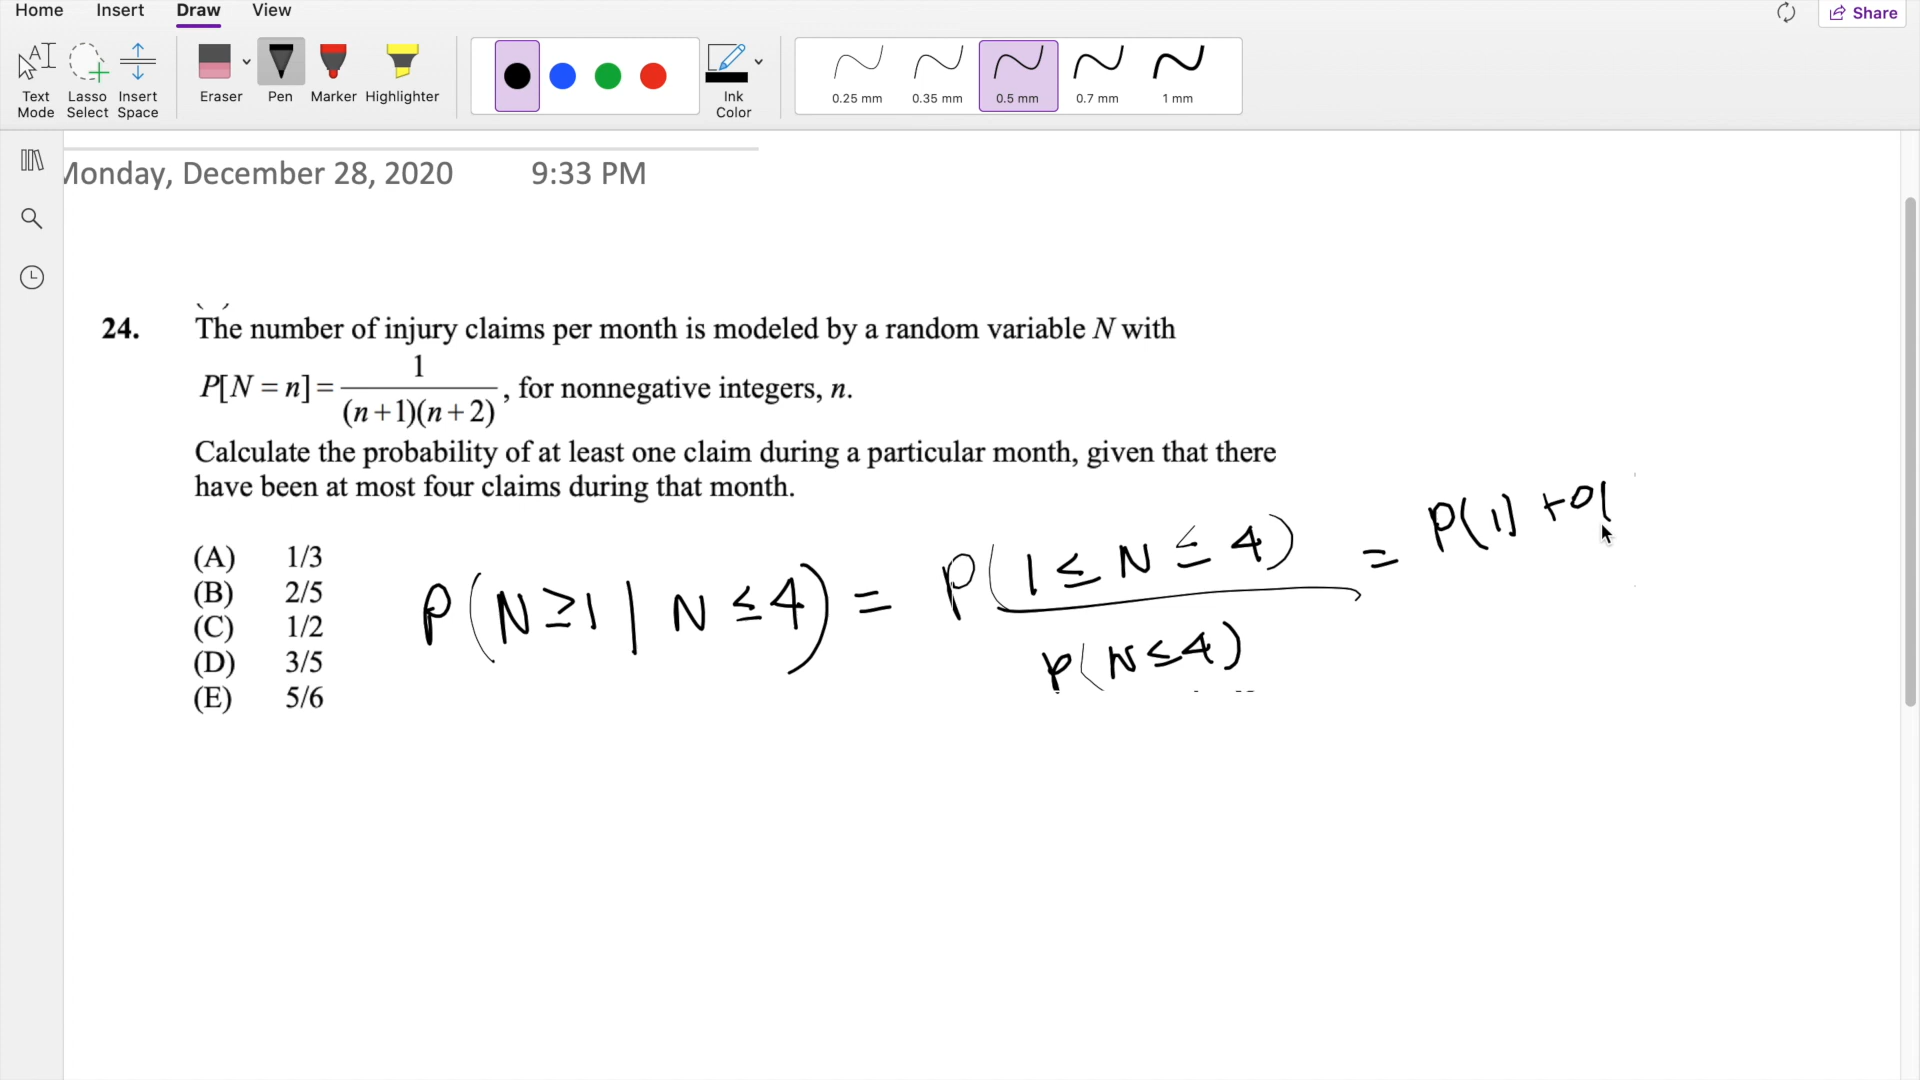 Home Insert Draw View Share
Text Mode Lasso Select Insert Space Eraser Pen Marker Highlighter Ink Color 0.25 mm 0.35 mm 0.5 mm 0.7 mm 1 mm
Monday, December 28, 2020 9:33 PM
24. The number of injury claims per month is modeled by a random variable N with
P[N = n] = 1 / (n+1)(n+2) , for nonnegative integers, n.
Calculate the probability of at least one claim during a particular month, given that there
have been at most four claims during that month.
(A) 1/3
(B) 2/5
(C) 1/2
(D) 3/5
(E) 5/6
P(N≥1 | N≤4) = P(1≤N≤4) / P(N≤4) = P(1) +